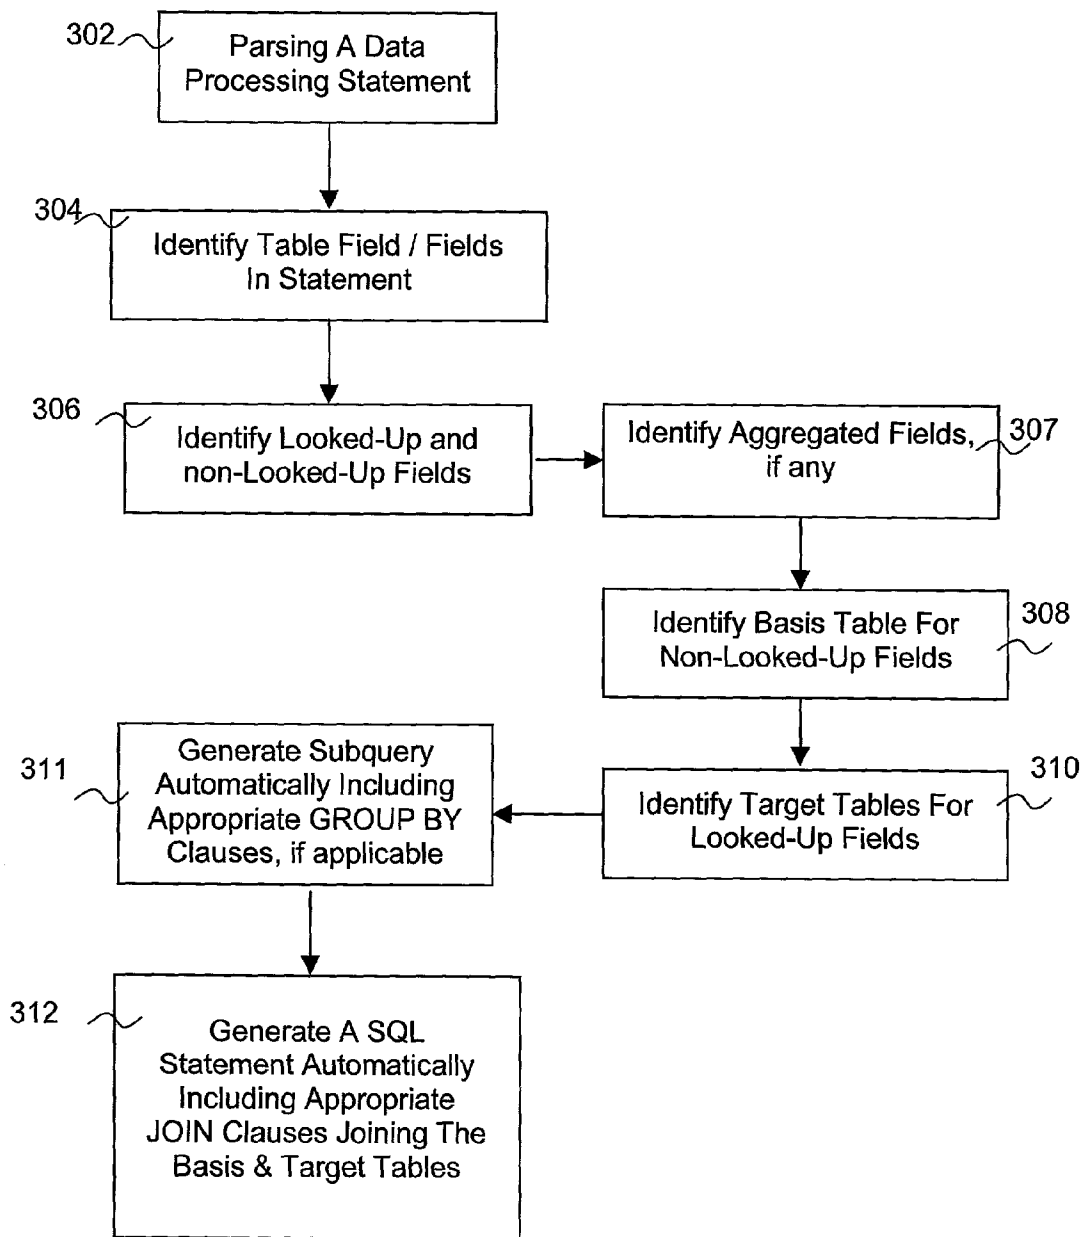 302
Parsing A Data
Processing Statement
304
Identify Table Field / Fields
In Statement
306
Identify Looked-Up and
non-Looked-Up Fields
Identify Aggregated Fields,
if any
307
Identify Basis Table For
Non-Looked-Up Fields
308
Identify Target Tables For
Looked-Up Fields
310
311
Generate Subquery
Automatically Including
Appropriate GROUP BY
Clauses, if applicable
312
Generate A SQL
Statement Automatically
Including Appropriate
JOIN Clauses Joining The
Basis & Target Tables